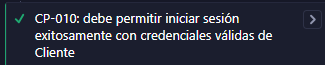 CP-010: debe permitir iniciar sesión
exitosamente con credenciales válidas de
Cliente